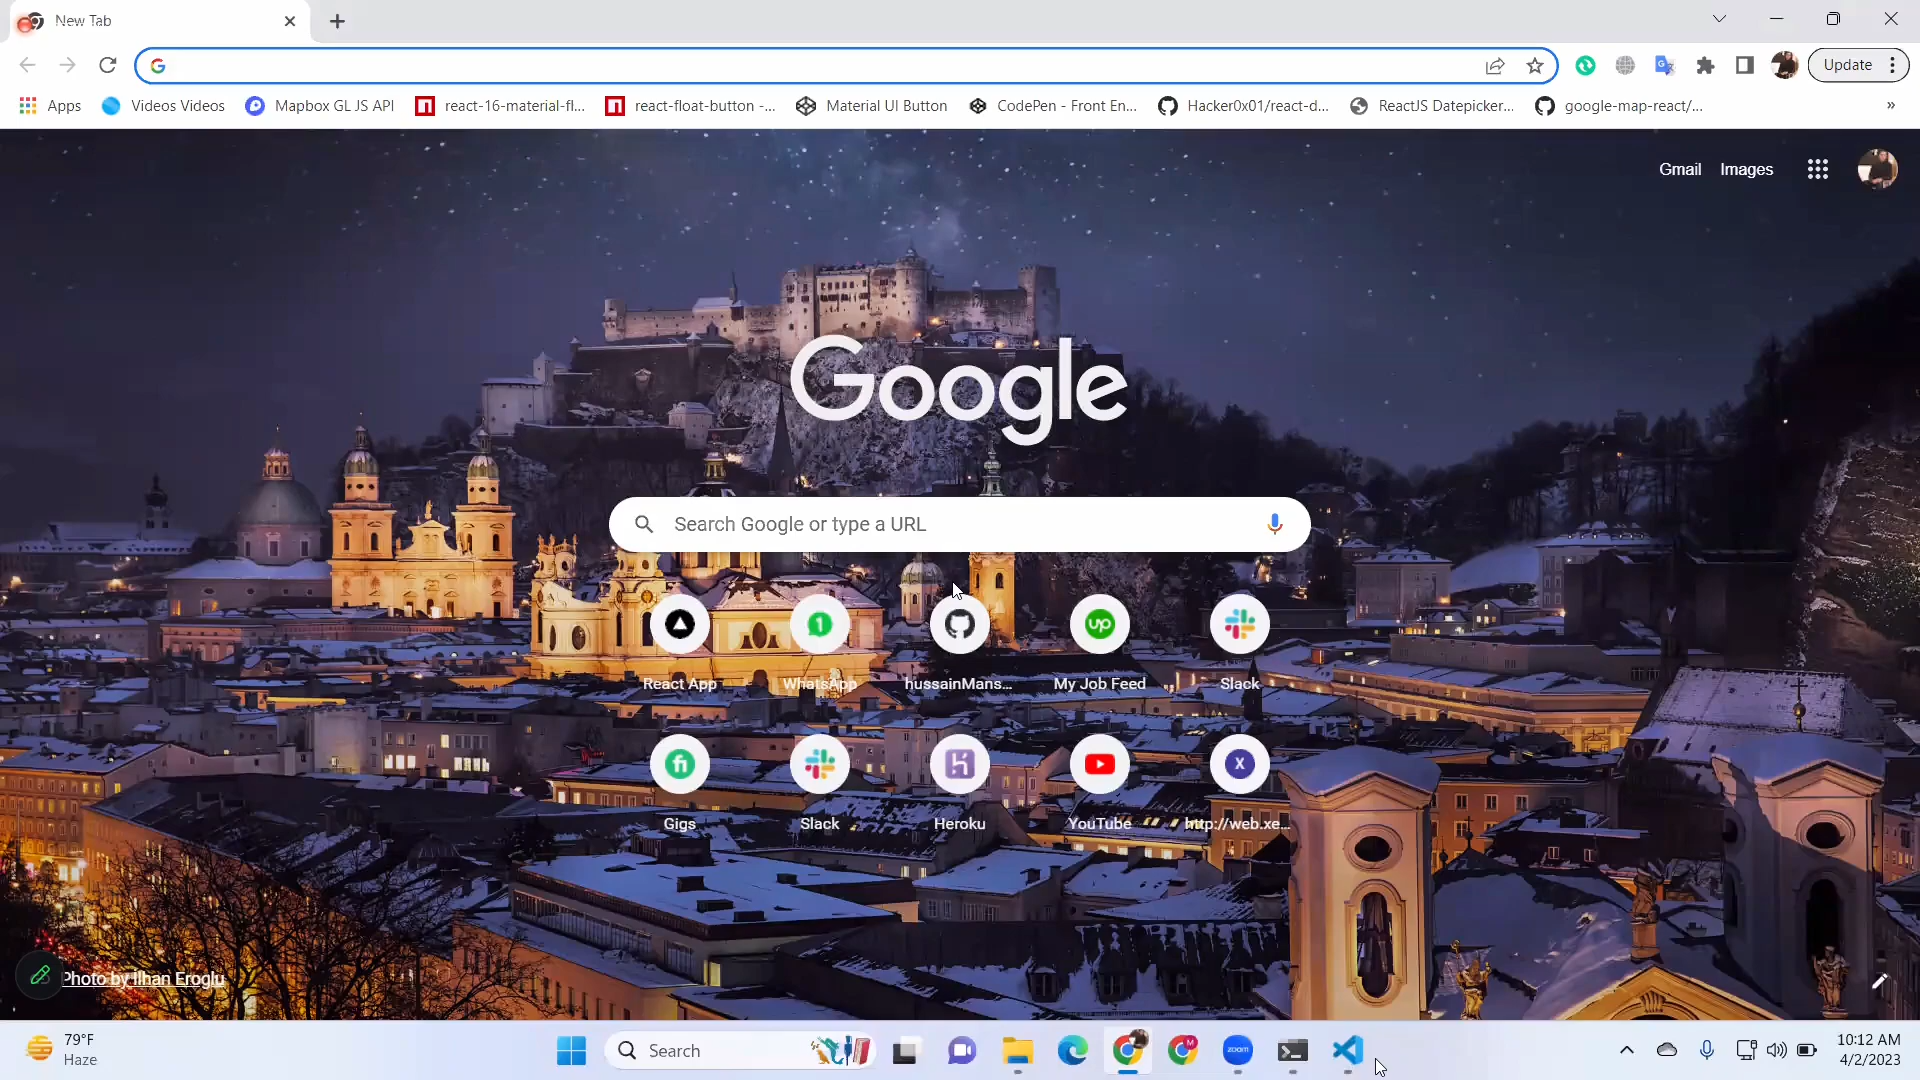 New Tab
Update
Apps
Videos Videos
Mapbox GL JS API
react-16-material-fl...
react-float-button -...
Material UI Button
CodePen - Front En...
Hacker0x01/react-d...
ReactJS Datepicker...
google-map-react/...
»
Gmail
Images
Google
Search Google or type a URL
React App
WhatsApp
hussainMans...
My Job Feed
Slack
Gigs
Slack
Heroku
YouTube
http://web.xe...
Photo by İlhan Eroglu
79°F
Haze
Search
10:12 AM
4/2/2023